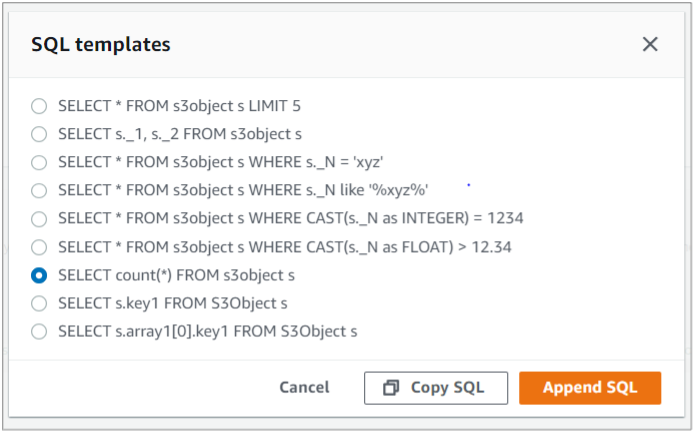 SQL templates
SELECT * FROM s3object s LIMIT 5
SELECT s._1, s._2 FROM s3object s
SELECT * FROM s3object s WHERE s._N = 'xyz'
SELECT * FROM s3object s WHERE s._N like '%xyz%'
SELECT * FROM s3object s WHERE CAST(s._N as INTEGER) = 1234
SELECT * FROM s3object s WHERE CAST(s._N as FLOAT) > 12.34
SELECT count(*) FROM s3object s
SELECT s.key1 FROM S3Object s
SELECT s.array1[0].key1 FROM S3Object s
Cancel Copy SQL Append SQL